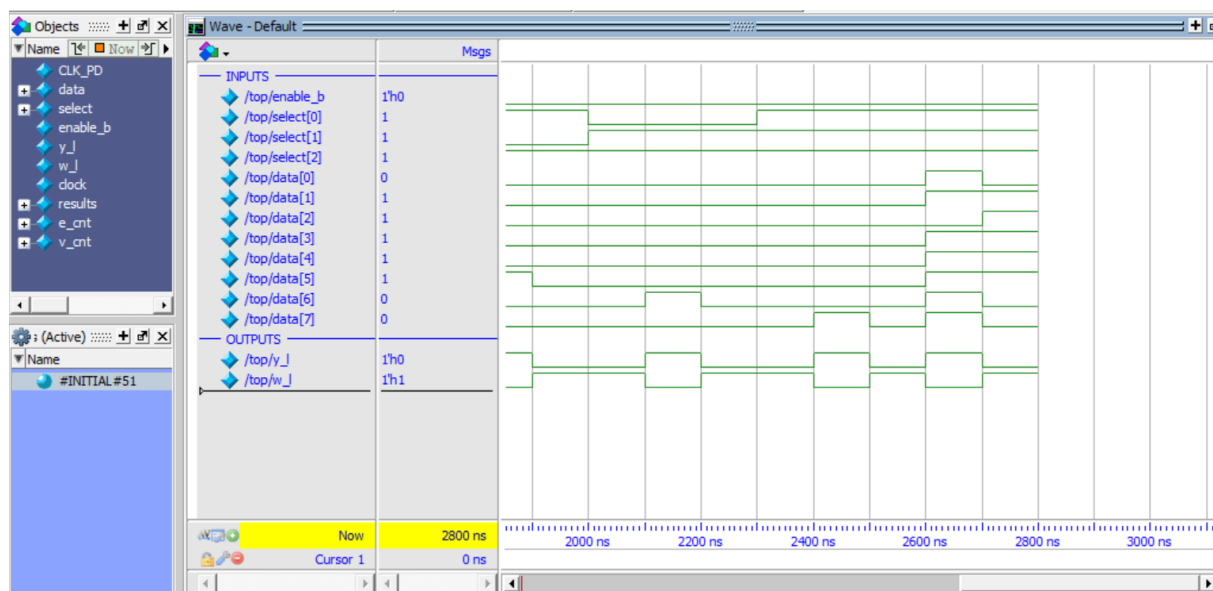 Objects
Name Now
CLK_PD
data
select
enable_b
y_l
w_l
clock
results
e_cnt
v_cnt
(Active)
Name
#INITIAL#51
Wave - Default
Msgs
INPUTS
/top/enable_b 1'h0
/top/select[0] 1
/top/select[1] 1
/top/select[2] 1
/top/data[0] 0
/top/data[1] 1
/top/data[2] 1
/top/data[3] 1
/top/data[4] 1
/top/data[5] 1
/top/data[6] 0
/top/data[7] 0
OUTPUTS
/top/y_l 1'h0
/top/w_l 1'h1
Now 2800 ns
2000 ns 2200 ns 2400 ns 2600 ns 2800 ns 3000 ns
Cursor 1 0 ns